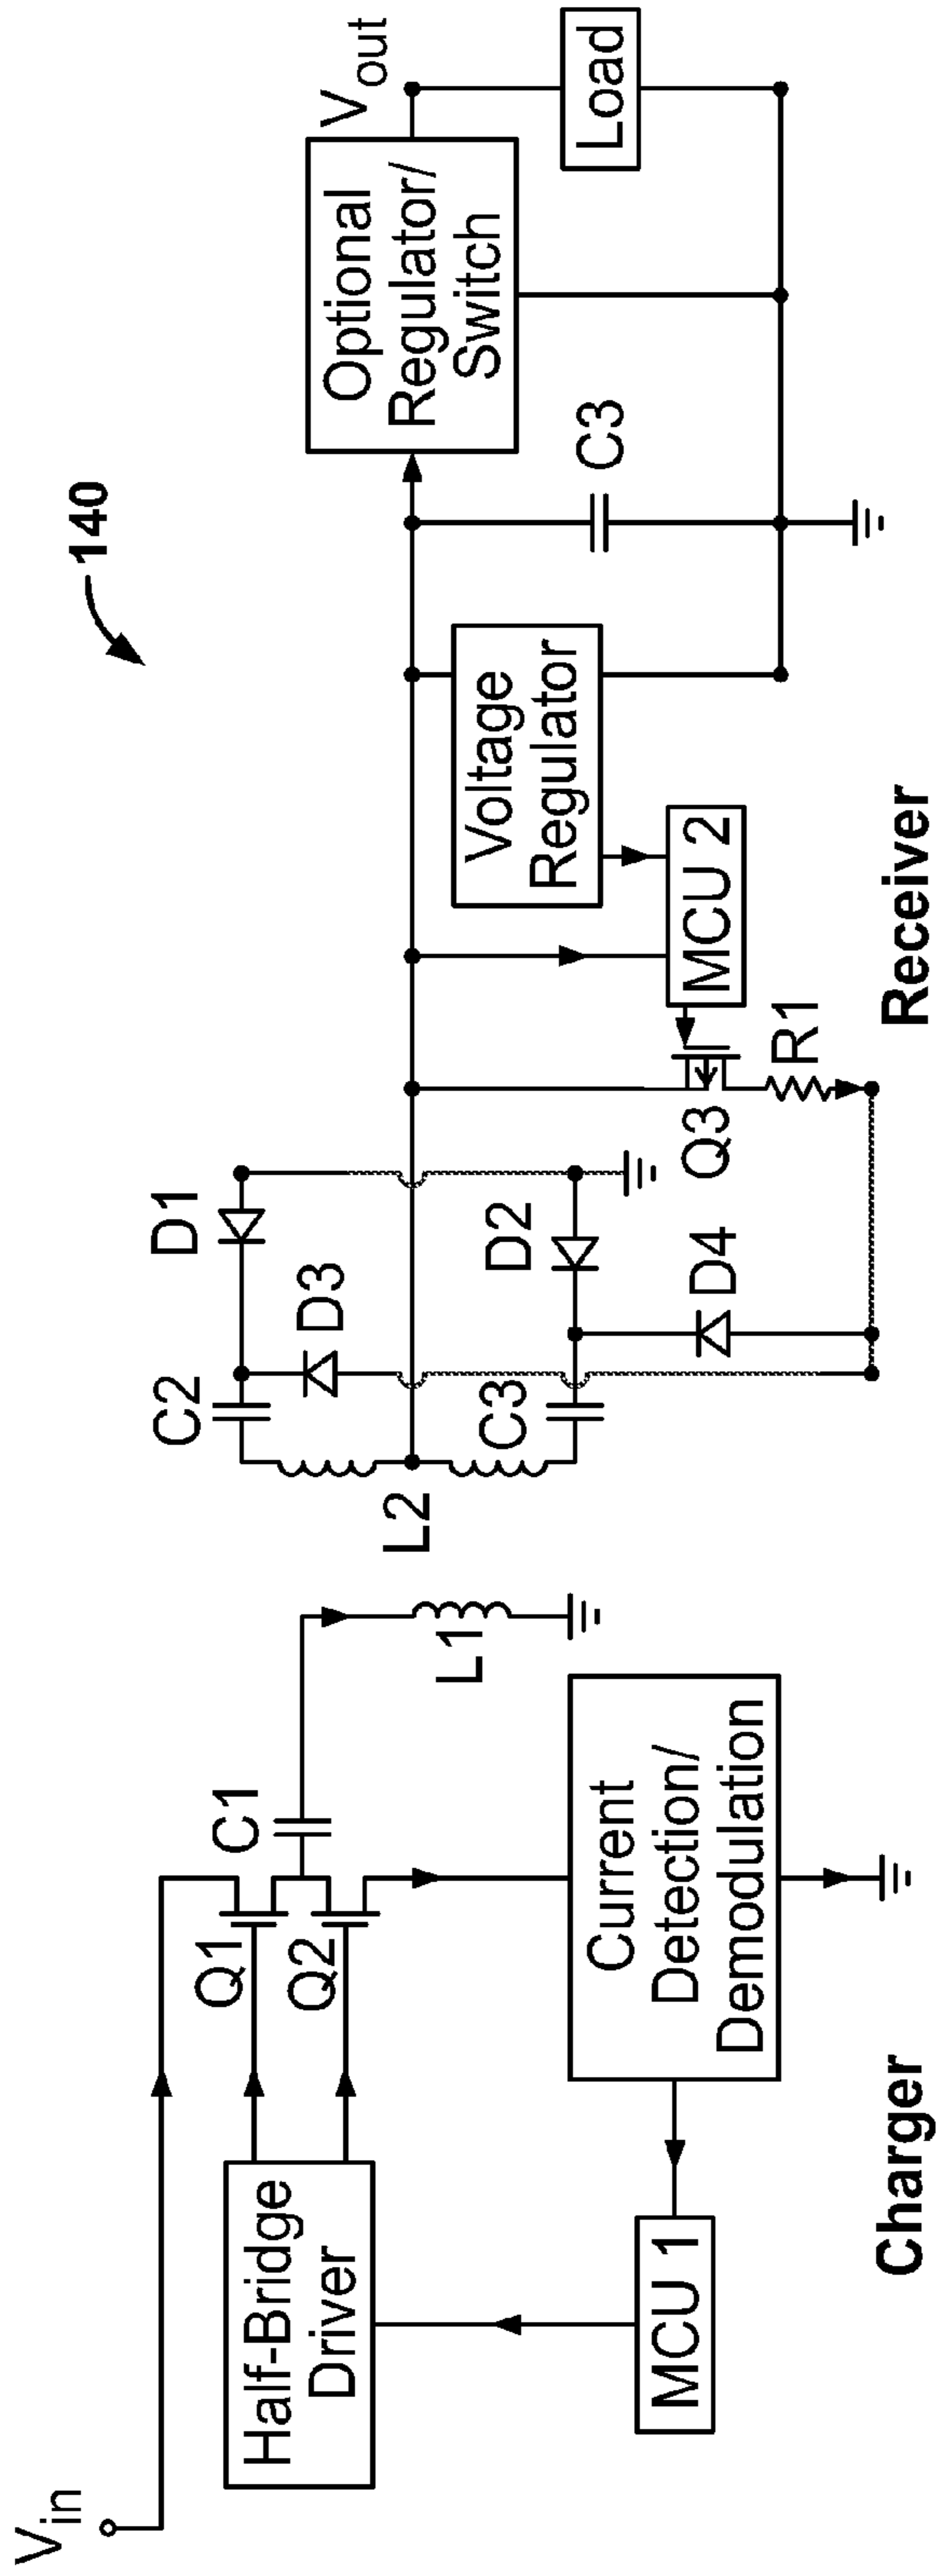 140
V_in
Half-Bridge
Driver
Q1
Q2
C1
L1
MCU 1
Current
Detection/
Demodulation
Charger
L2
C2
D1
D3
C3
D2
D4
Q3
R1
MCU 2
Voltage
Regulator
C3
Optional
Regulator/
Switch
V_out
Load
Receiver